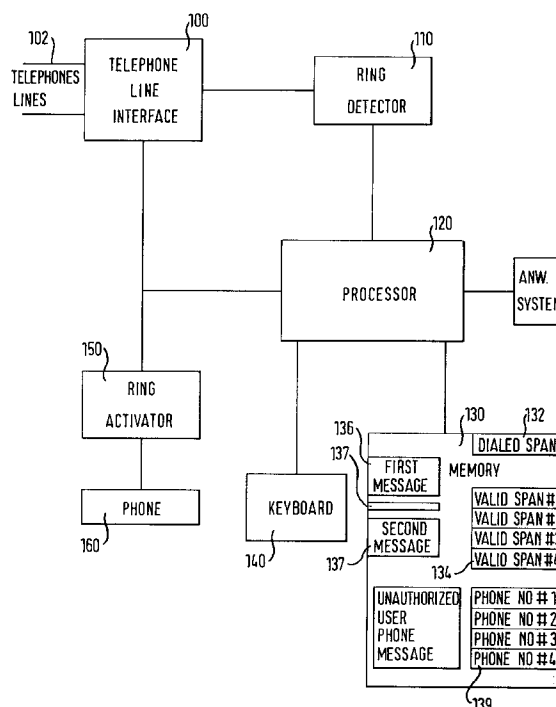 100
102
TELEPHONES
LINES
TELEPHONE
LINE
INTERFACE
110
RING
DETECTOR
120
PROCESSOR
ANW.
SYSTEM
150
RING
ACTIVATOR
PHONE
160
KEYBOARD
140
130
132
136
DIALED SPAN
FIRST
MESSAGE
MEMORY
137
VALID SPAN #
VALID SPAN #
VALID SPAN #3
VALID SPAN #4
SECOND
MESSAGE
137
134
UNAUTHORIZED
USER
PHONE
MESSAGE
PHONE NO #1
PHONE NO #2
PHONE NO #3
PHONE NO #4
139